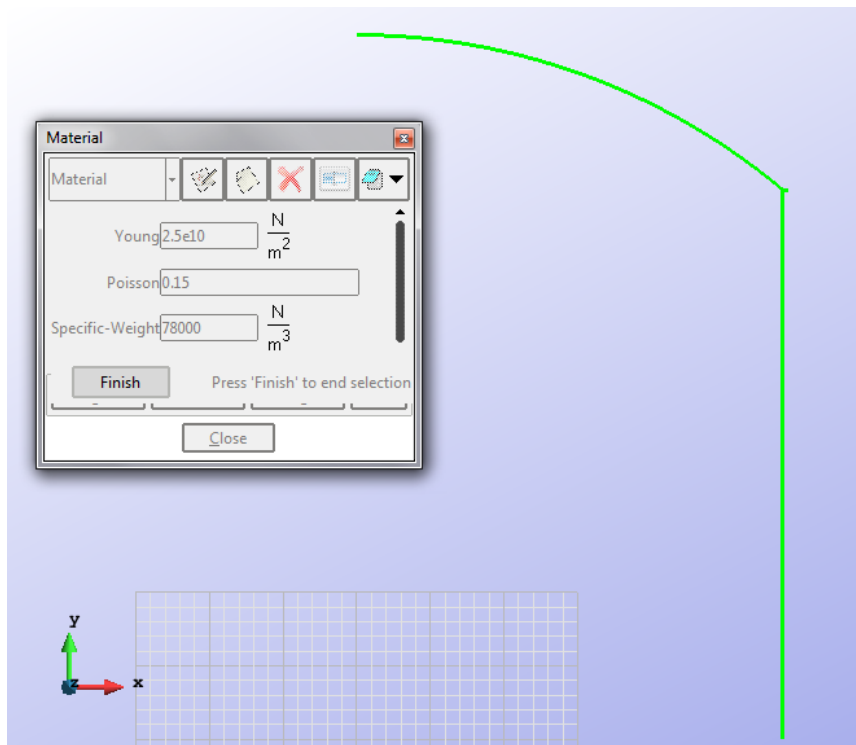 Material
Material
Young 2.5e10 N/m²
Poisson 0.15
Specific-Weight 78000 N/m³
Finish Press 'Finish' to end selection
Close
y
z x